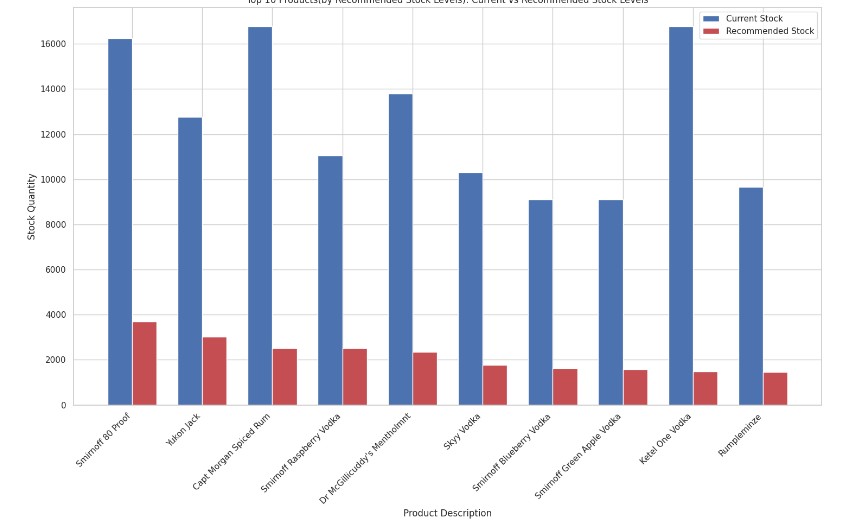 Top 10 Products(by Recommended Stock Levels): Current vs Recommended Stock Levels
Current Stock
Recommended Stock
16000
14000
12000
10000
8000
6000
4000
2000
0
Stock Quantity
Smirnoff 80 Proof
Yukon Jack
Capt Morgan Spiced Rum
Smirnoff Raspberry Vodka
Dr McGillicuddy's Mentholmnt
Skyy Vodka
Smirnoff Blueberry Vodka
Smirnoff Green Apple Vodka
Ketel One Vodka
Rumpleminze
Product Description